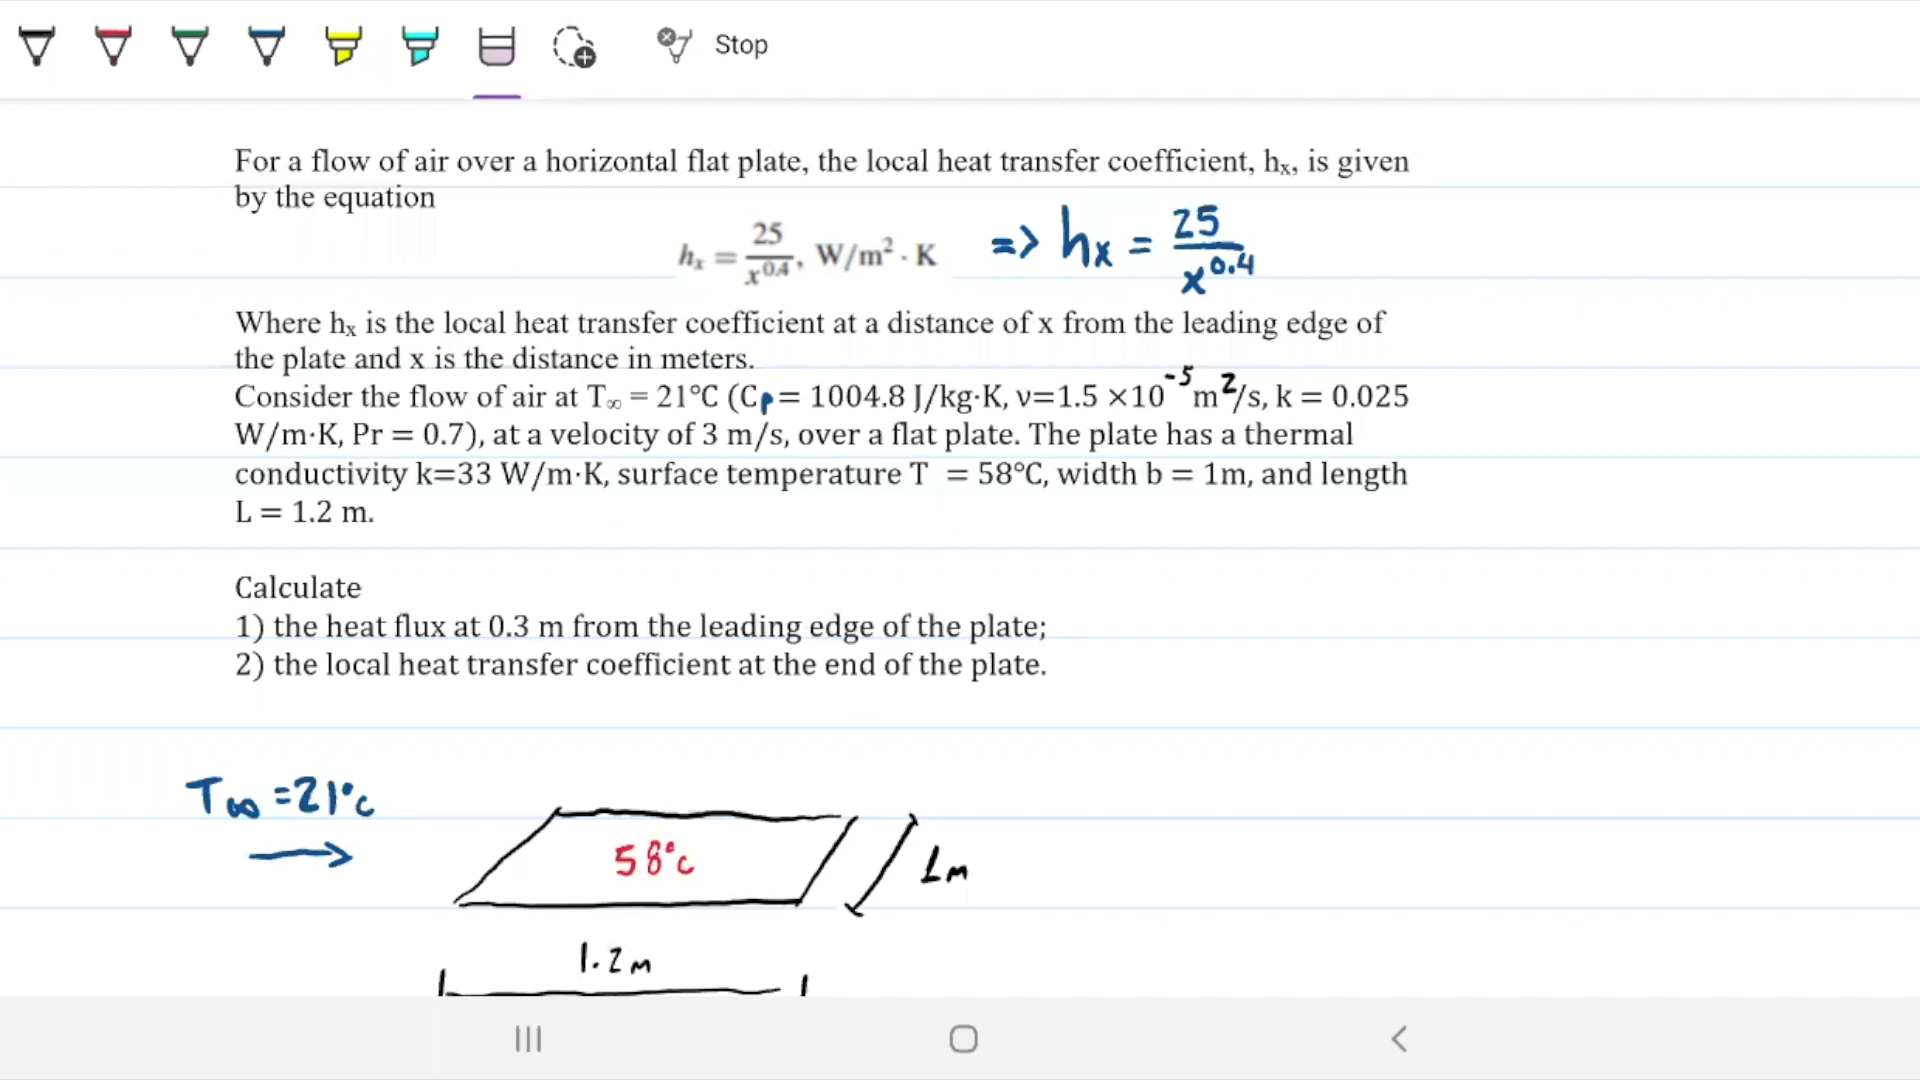 Stop
For a flow of air over a horizontal flat plate, the local heat transfer coefficient, hₓ, is given
by the equation
hₓ = 25/x^0.4, W/m² · K => hₓ = 25/x^0.4
Where hₓ is the local heat transfer coefficient at a distance of x from the leading edge of
the plate and x is the distance in meters.
Consider the flow of air at T∞ = 21°C (Cp = 1004.8 J/kg·K, ν=1.5 ×10⁻⁵ m²/s, k = 0.025
W/m·K, Pr = 0.7), at a velocity of 3 m/s, over a flat plate. The plate has a thermal
conductivity k=33 W/m·K, surface temperature T = 58°C, width b = 1m, and length
L = 1.2 m.
Calculate
1) the heat flux at 0.3 m from the leading edge of the plate;
2) the local heat transfer coefficient at the end of the plate.
T∞ =21°C
58°C
1m
1.2m